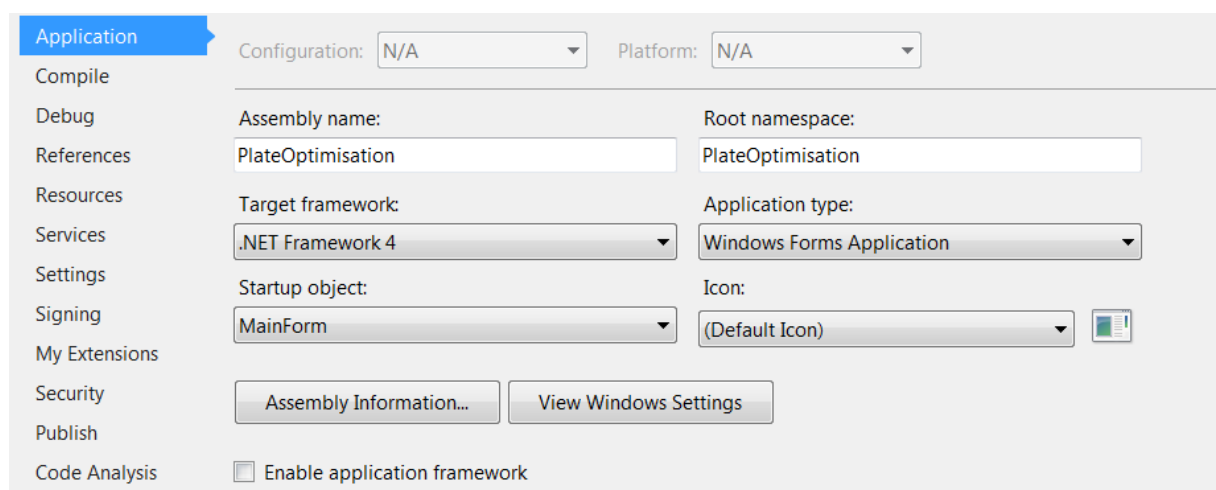 Application
Configuration: N/A Platform: N/A
Compile
Debug
Assembly name: Root namespace:
References
PlateOptimisation PlateOptimisation
Resources
Target framework: Application type:
Services
.NET Framework 4 Windows Forms Application
Settings
Startup object: Icon:
Signing
MainForm (Default Icon)
My Extensions
Security
Assembly Information... View Windows Settings
Publish
Code Analysis
Enable application framework